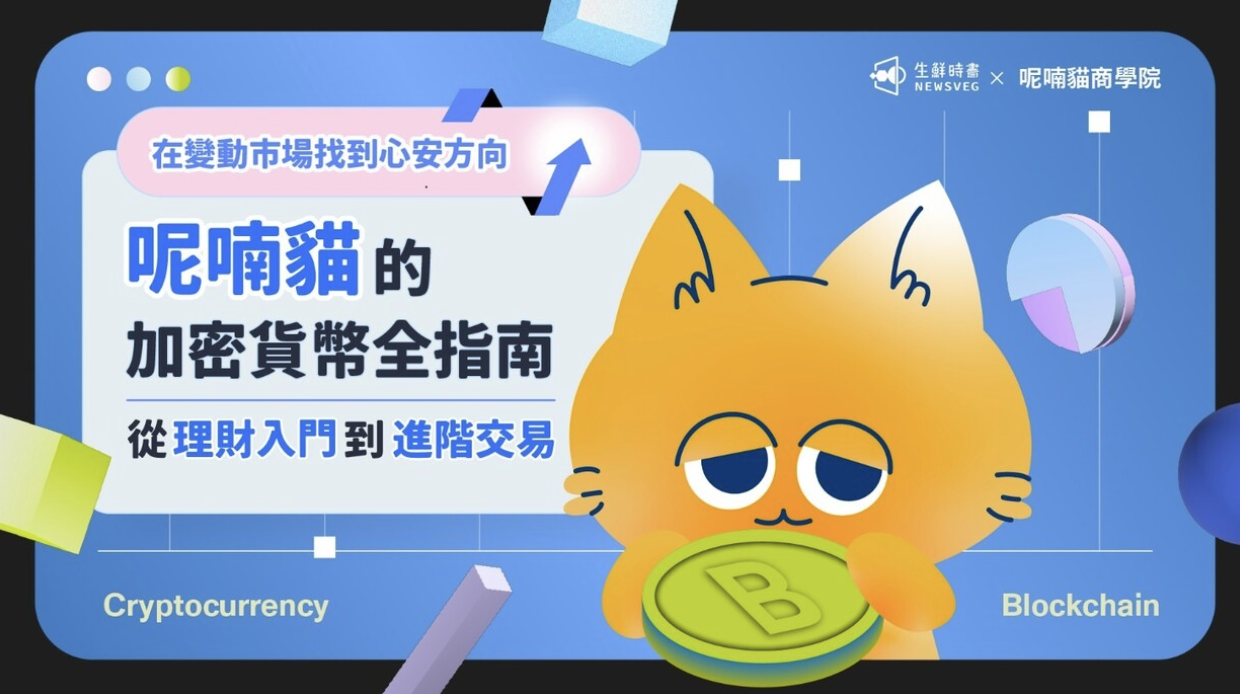 生鮮時書
NEWSVEG
× 呢喃貓商學院
在變動市場找到心安方向
呢喃貓的
加密貨幣全指南
從理財入門到進階交易
B
Cryptocurrency
Blockchain